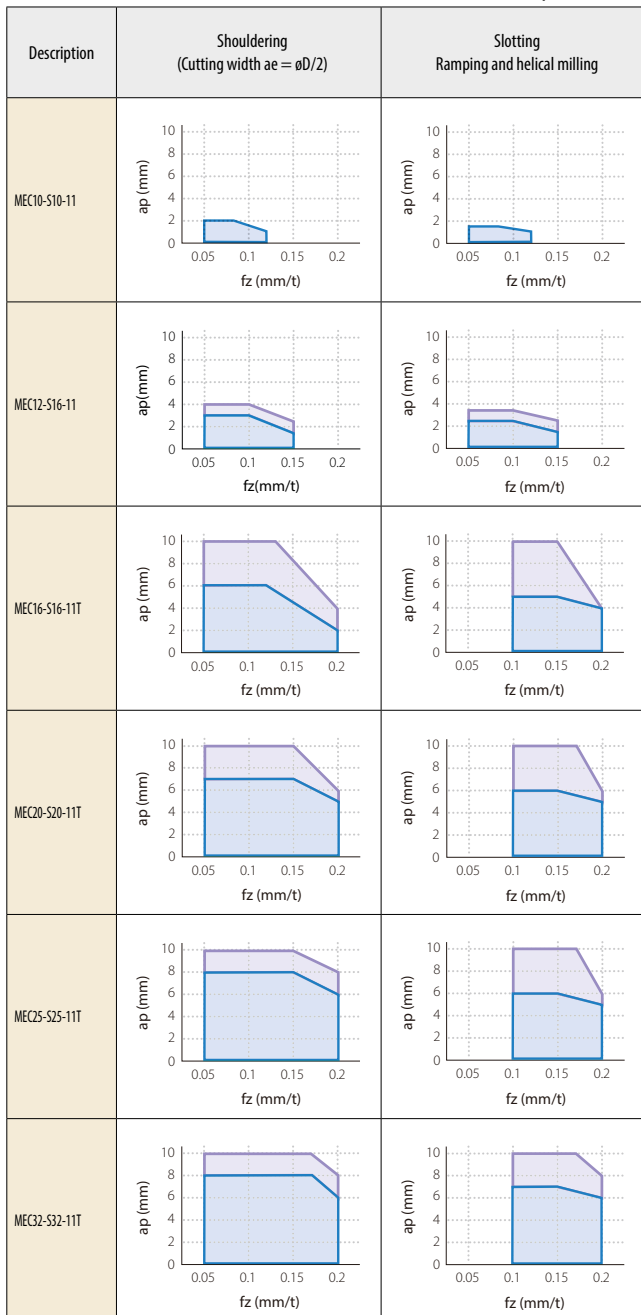 Description
Shouldering
(Cutting width ae = øD/2)
Slotting
Ramping and helical milling
MEC10-S10-11
ap (mm)
10
8
6
4
2
0
0.05 0.1 0.15 0.2
fz (mm/t)
ap (mm)
10
8
6
4
2
0
0.05 0.1 0.15 0.2
fz (mm/t)
MEC12-S16-11
ap(mm)
10
8
6
4
2
0
0.05 0.1 0.15 0.2
fz(mm/t)
ap (mm)
10
8
6
4
2
0
0.05 0.1 0.15 0.2
fz (mm/t)
MEC16-S16-11T
ap (mm)
10
8
6
4
2
0
0.05 0.1 0.15 0.2
fz (mm/t)
ap (mm)
10
8
6
4
2
0
0.05 0.1 0.15 0.2
fz (mm/t)
MEC20-S20-11T
ap (mm)
10
8
6
4
2
0
0.05 0.1 0.15 0.2
fz (mm/t)
ap (mm)
10
8
6
4
2
0
0.05 0.1 0.15 0.2
fz (mm/t)
MEC25-S25-11T
ap (mm)
10
8
6
4
2
0
0.05 0.1 0.15 0.2
fz (mm/t)
ap (mm)
10
8
6
4
2
0
0.05 0.1 0.15 0.2
fz (mm/t)
MEC32-S32-11T
ap (mm)
10
8
6
4
2
0
0.05 0.1 0.15 0.2
fz (mm/t)
ap (mm)
10
8
6
4
2
0
0.05 0.1 0.15 0.2
fz (mm/t)